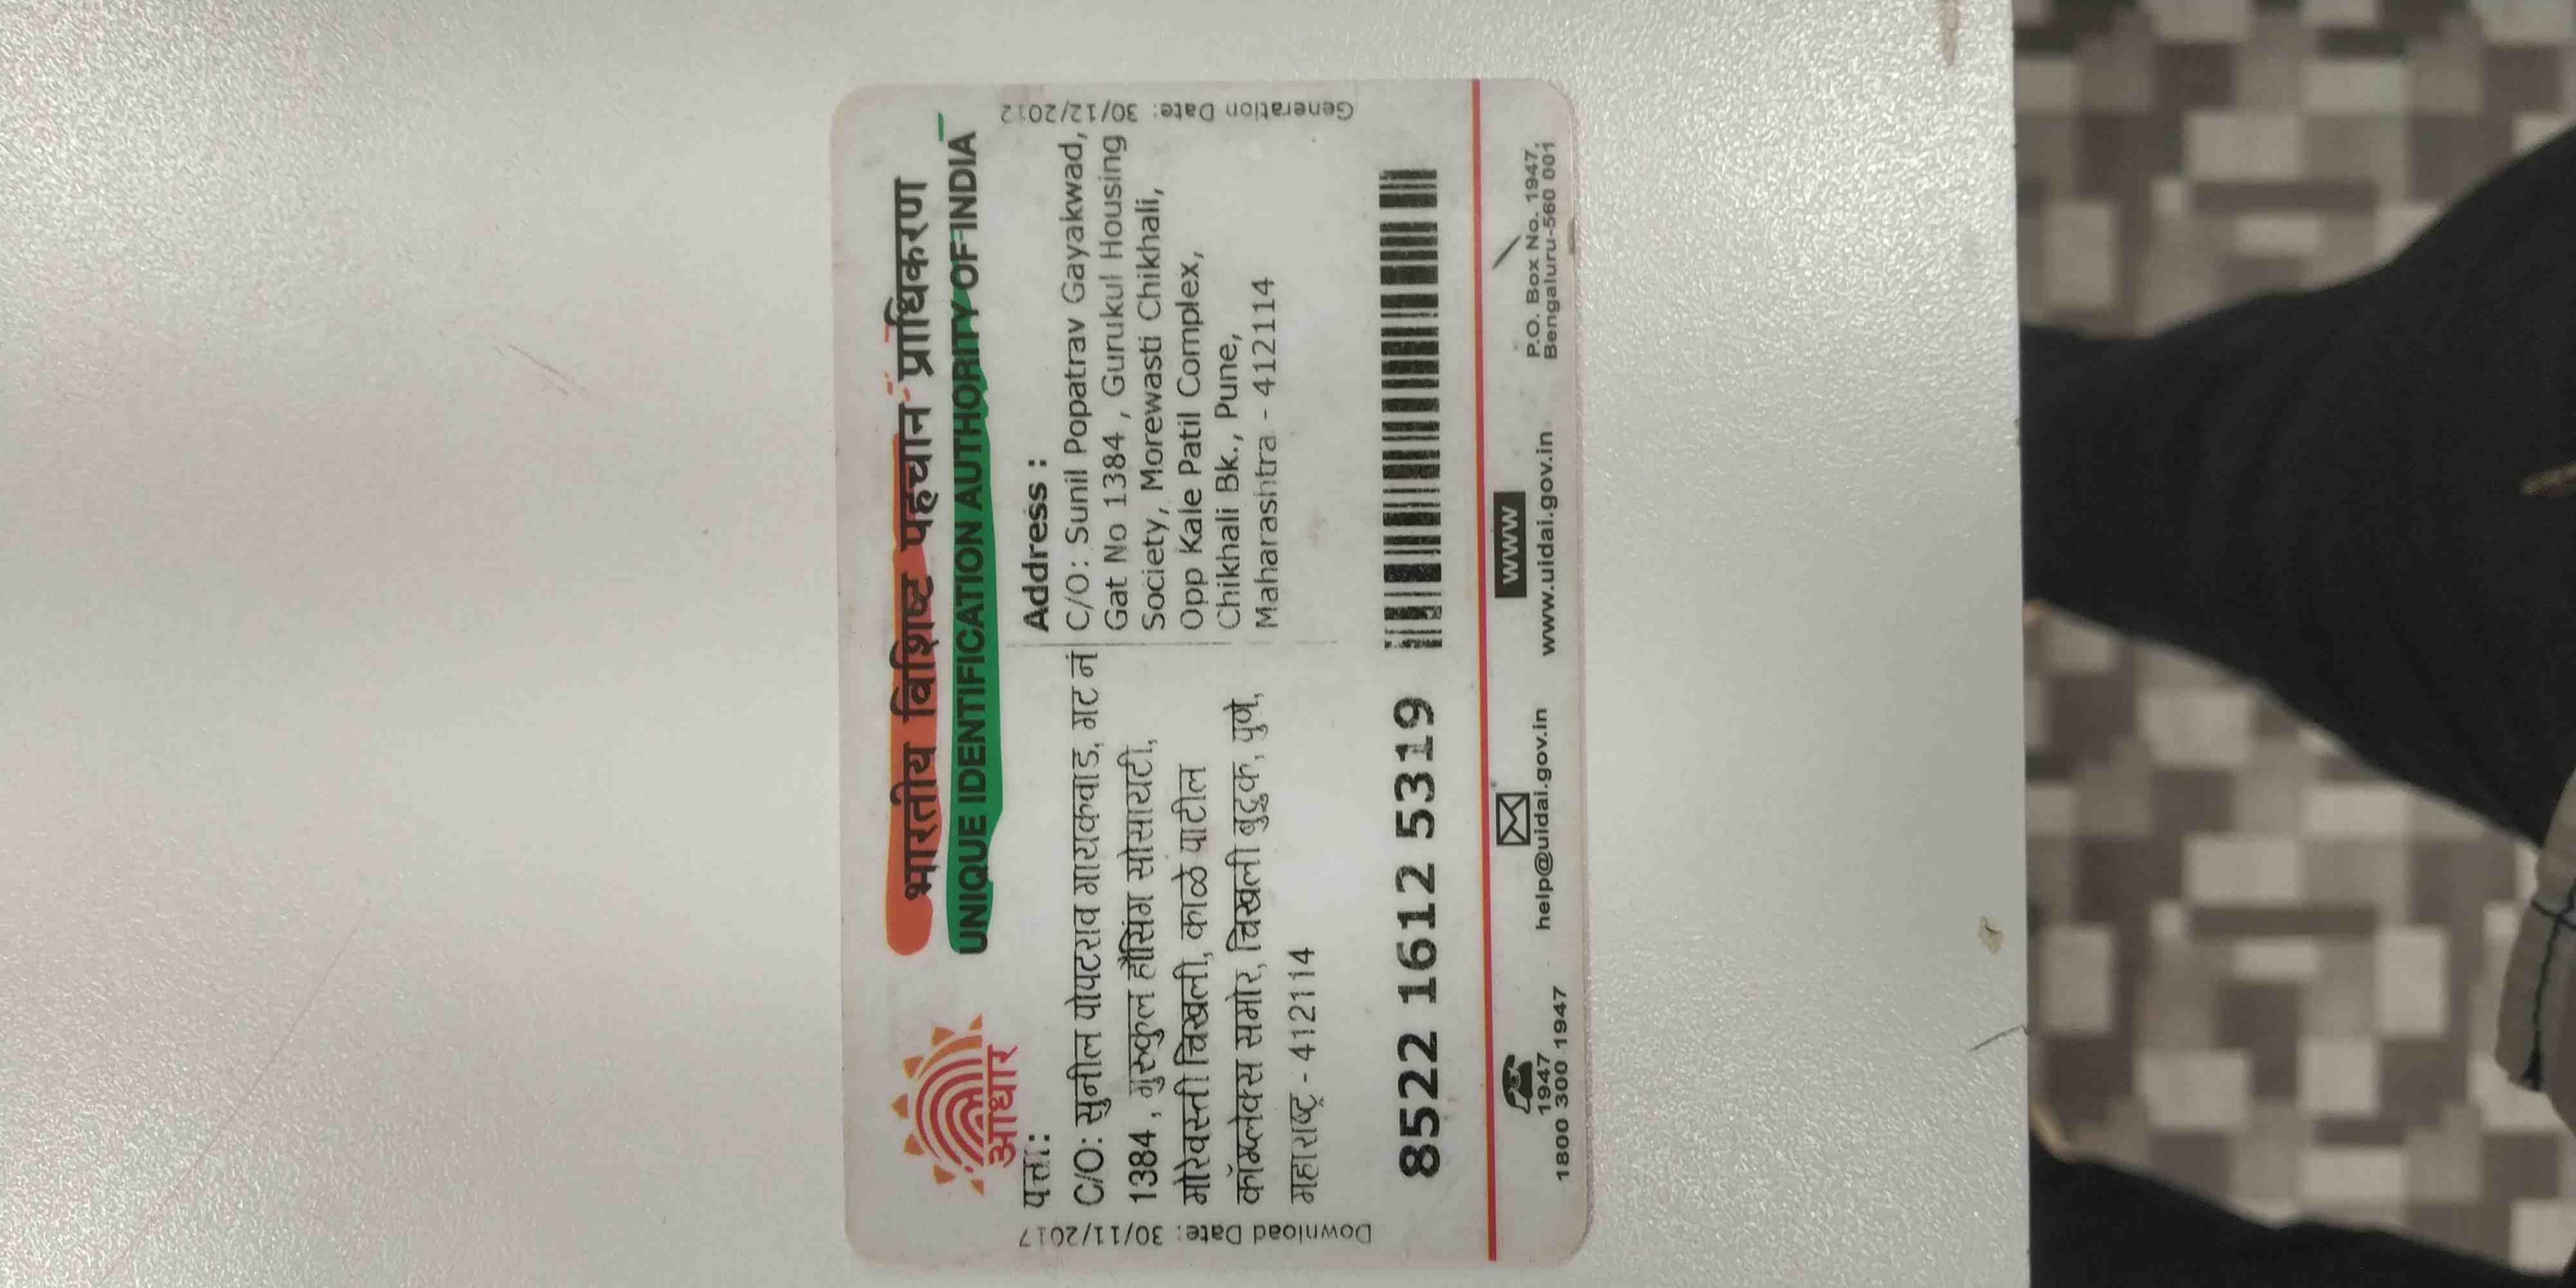 भारतीय विशिष्ट पहचान प्राधिकरण
UNIQUE IDENTIFICATION AUTHORITY OF INDIA
आधार
पत्ता:
C/O: सुनील पोपटराव गायकवाड, गट नं
1384 , गुरुकुल हौसिंग सोसायटी,
मोरेवस्ती चिखली, काळे पाटील
कॉम्प्लेक्स समोर, चिखली बुद्रुक, पुणे,
महाराष्ट्र - 412114
Address :
C/O: Sunil Popatrav Gayakwad,
Gat No 1384 , Gurukul Housing
Society, Morewasti Chikhali,
Opp Kale Patil Complex,
Chikhali Bk., Pune,
Maharashtra - 412114
Download Date: 30/11/2017
Generation Date: 30/12/2012
8522 1612 5319
1947
1800 300 1947
help@uidai.gov.in
WWW
www.uidai.gov.in
P.O. Box No. 1947,
Bengaluru-560 001